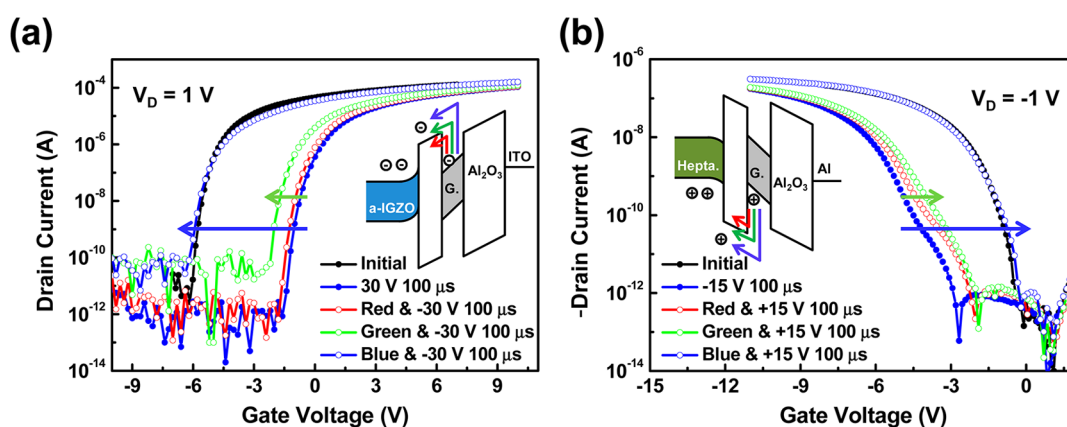 (a)
Drain Current (A)
10⁻⁴
10⁻⁶
10⁻⁸
10⁻¹⁰
10⁻¹²
10⁻¹⁴
V_D = 1 V
a-IGZO
G.
Al₂O₃
ITO
Initial
30 V 100 μs
Red & -30 V 100 μs
Green & -30 V 100 μs
Blue & -30 V 100 μs
-9
-6
-3
0
3
6
9
Gate Voltage (V)
(b)
-Drain Current (A)
10⁻⁶
10⁻⁸
10⁻¹⁰
10⁻¹²
10⁻¹⁴
V_D = -1 V
Hepta.
G.
Al₂O₃
Al
Initial
-15 V 100 μs
Red & +15 V 100 μs
Green & +15 V 100 μs
Blue & +15 V 100 μs
-15
-12
-9
-6
-3
0
Gate Voltage (V)